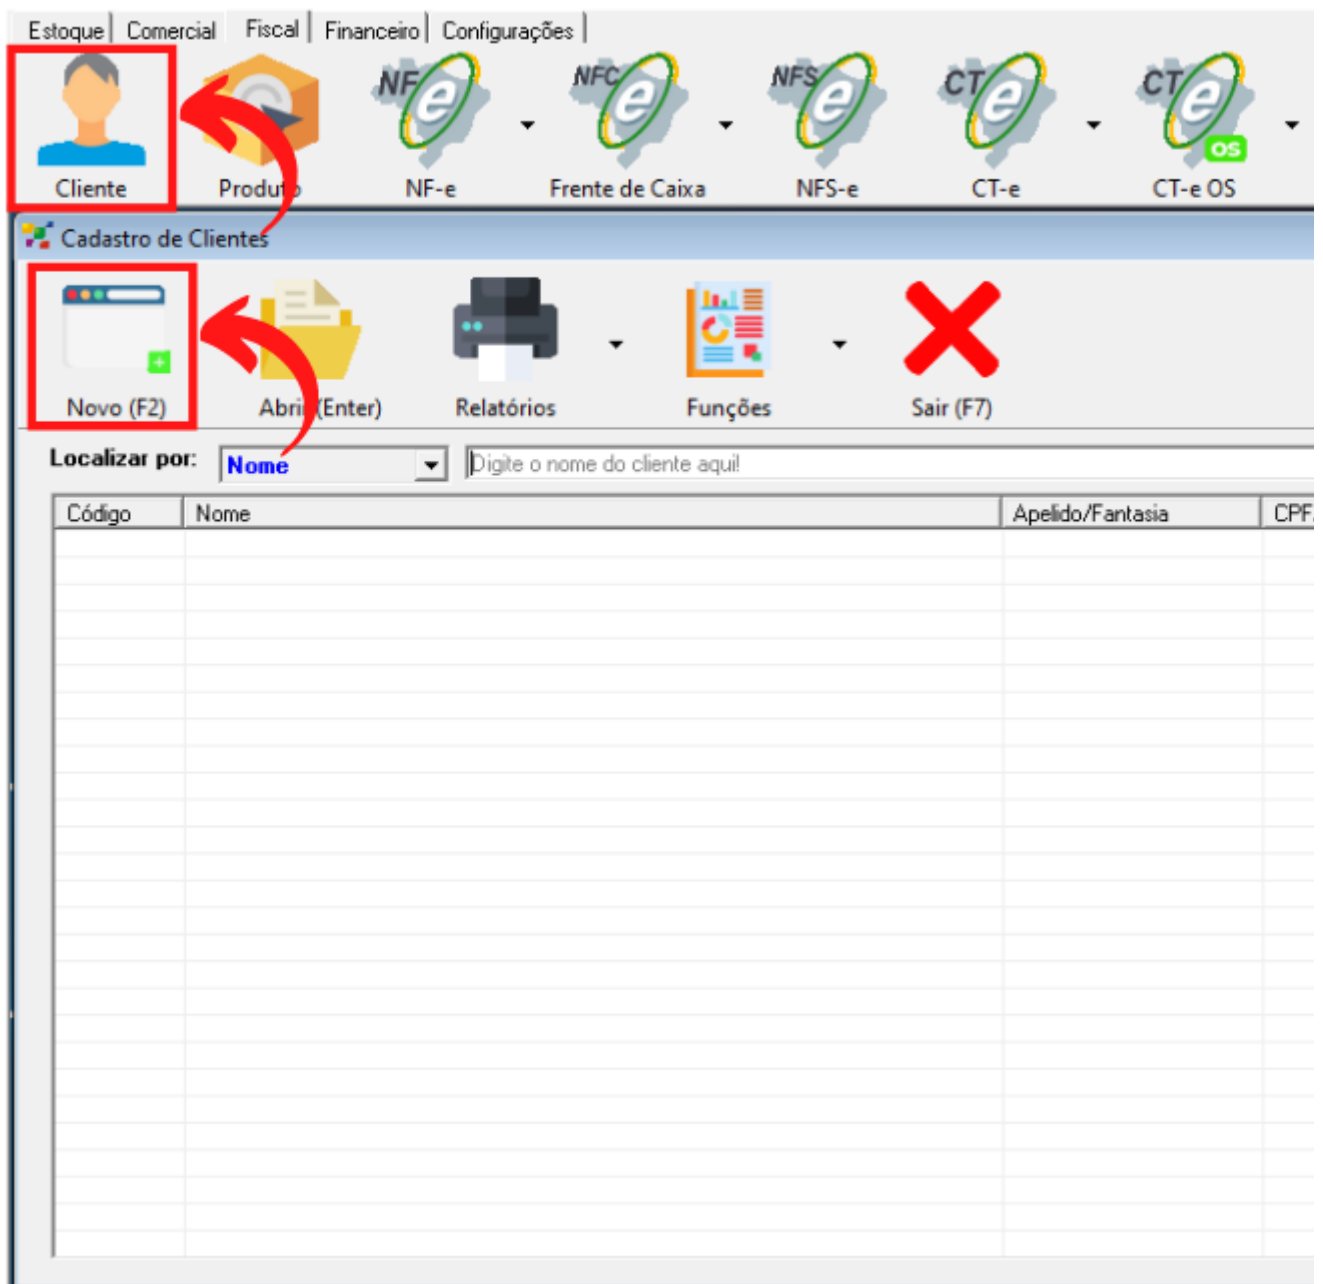 Estoque Comercial Fiscal Financeiro Configurações
NF e NFC e NFS e CT e CT e OS
Cliente Produto NF-e Frente de Caixa NFS-e CT-e CT-e OS
Cadastro de Clientes
Novo (F2) Abrir (Enter) Relatórios Funções Sair (F7)
Localizar por: Nome Digite o nome do cliente aqui!
Código Nome Apelido/Fantasia CPF